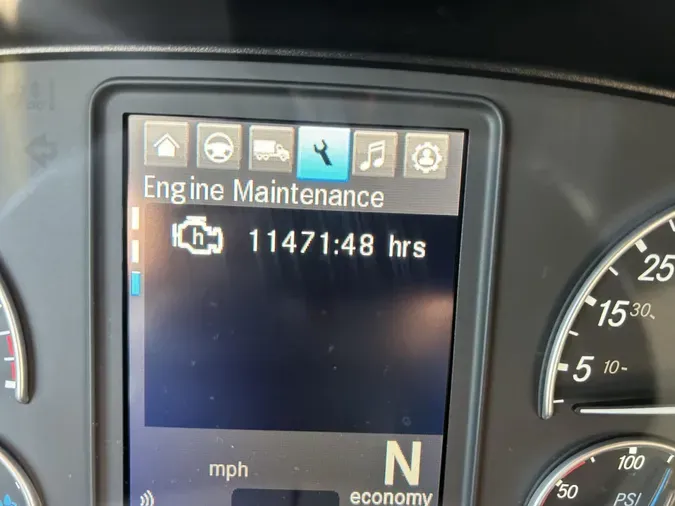 Engine Maintenance
h 11471:48 hrs
25
15 30
5 10
mph N
economy
100
50
PSI